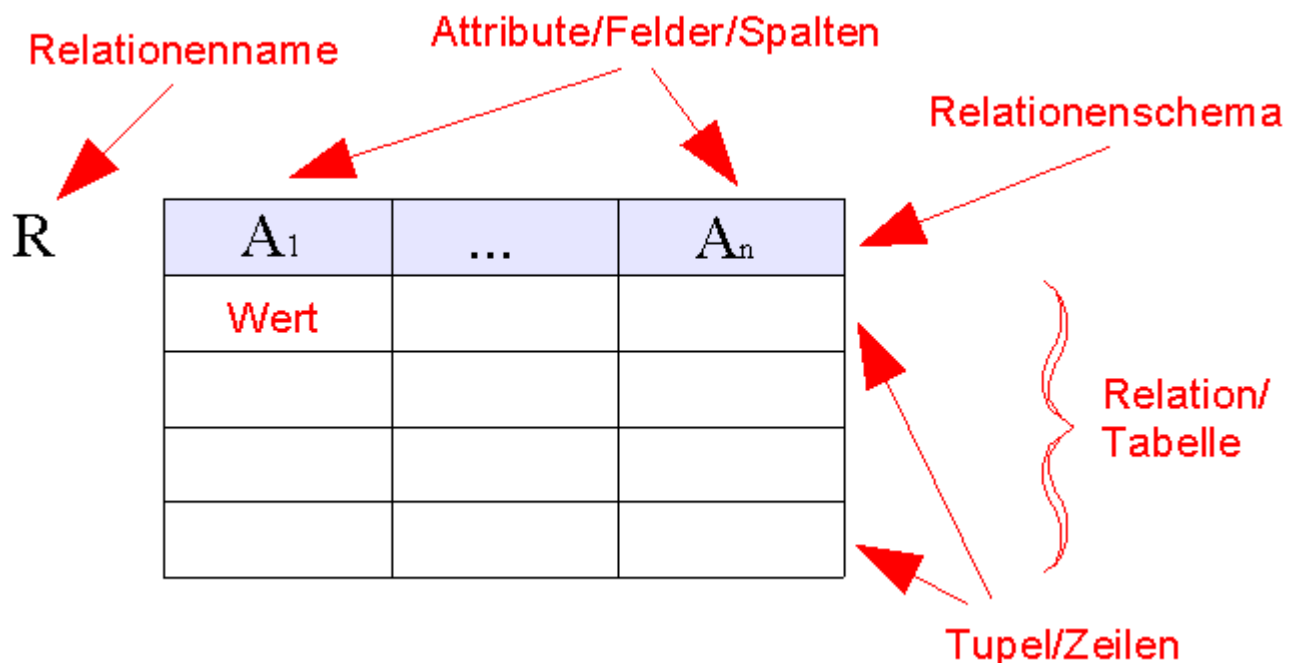 Attribute/Felder/Spalten
Relationenname
Relationenschema
R
A1 ... An
Wert
Relation/
Tabelle
Tupel/Zeilen